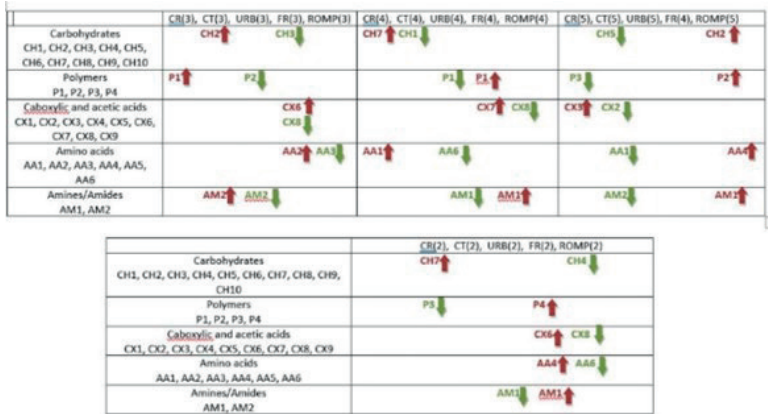 CR(3), CT(3), URB(3), FR(3), ROMP(3) CR(4), CT(4), URB(4), FR(4), ROMP(4) CR(5), CT(5), URB(5), FR(4), ROMP(5)
Carbohydrates CH2 CH3 CH7 CH1 CH5 CH2
CH1, CH2, CH3, CH4, CH5,
CH6, CH7, CH8, CH9, CH10
Polymers P1 P2 P1 P1 P3 P2
P1, P2, P3, P4
Caboxylic and acetic acids CX6 CX7 CX8 CX2
CX1, CX2, CX3, CX4, CX5, CX6, CX8
CX7, CX8, CX9
Amino acids AA2 AA3 AA1 AA6 AA1 AA4
AA1, AA2, AA3, AA4, AA5,
AA6
Amines/Amides AM2 AM2 AM1 AM1 AM2 AM1
AM1, AM2
CR(2), CT(2), URB(2), FR(2), ROMP(2)
Carbohydrates CH7 CH4
CH1, CH2, CH3, CH4, CH5, CH6, CH7, CH8, CH9,
CH10
Polymers P3 P4
P1, P2, P3, P4
Caboxylic and acetic acids CX6 CX8
CX1, CX2, CX3, CX4, CX5, CX6, CX7, CX8, CX9
Amino acids AA4 AA6
AA1, AA2, AA3, AA4, AA5, AA6
Amines/Amides AM1 AM1
AM1, AM2